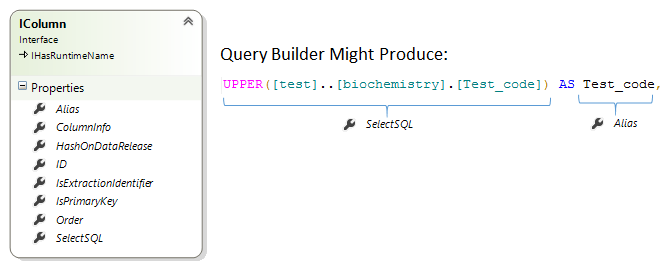 IColumn
Interface
IHasRuntimeName
Properties
Alias
ColumnInfo
HashOnDataRelease
ID
IsExtractionIdentifier
IsPrimaryKey
Order
SelectSQL
Query Builder Might Produce:
UPPER([test]..[biochemistry].[Test_code]) AS Test_code,
SelectSQL
Alias